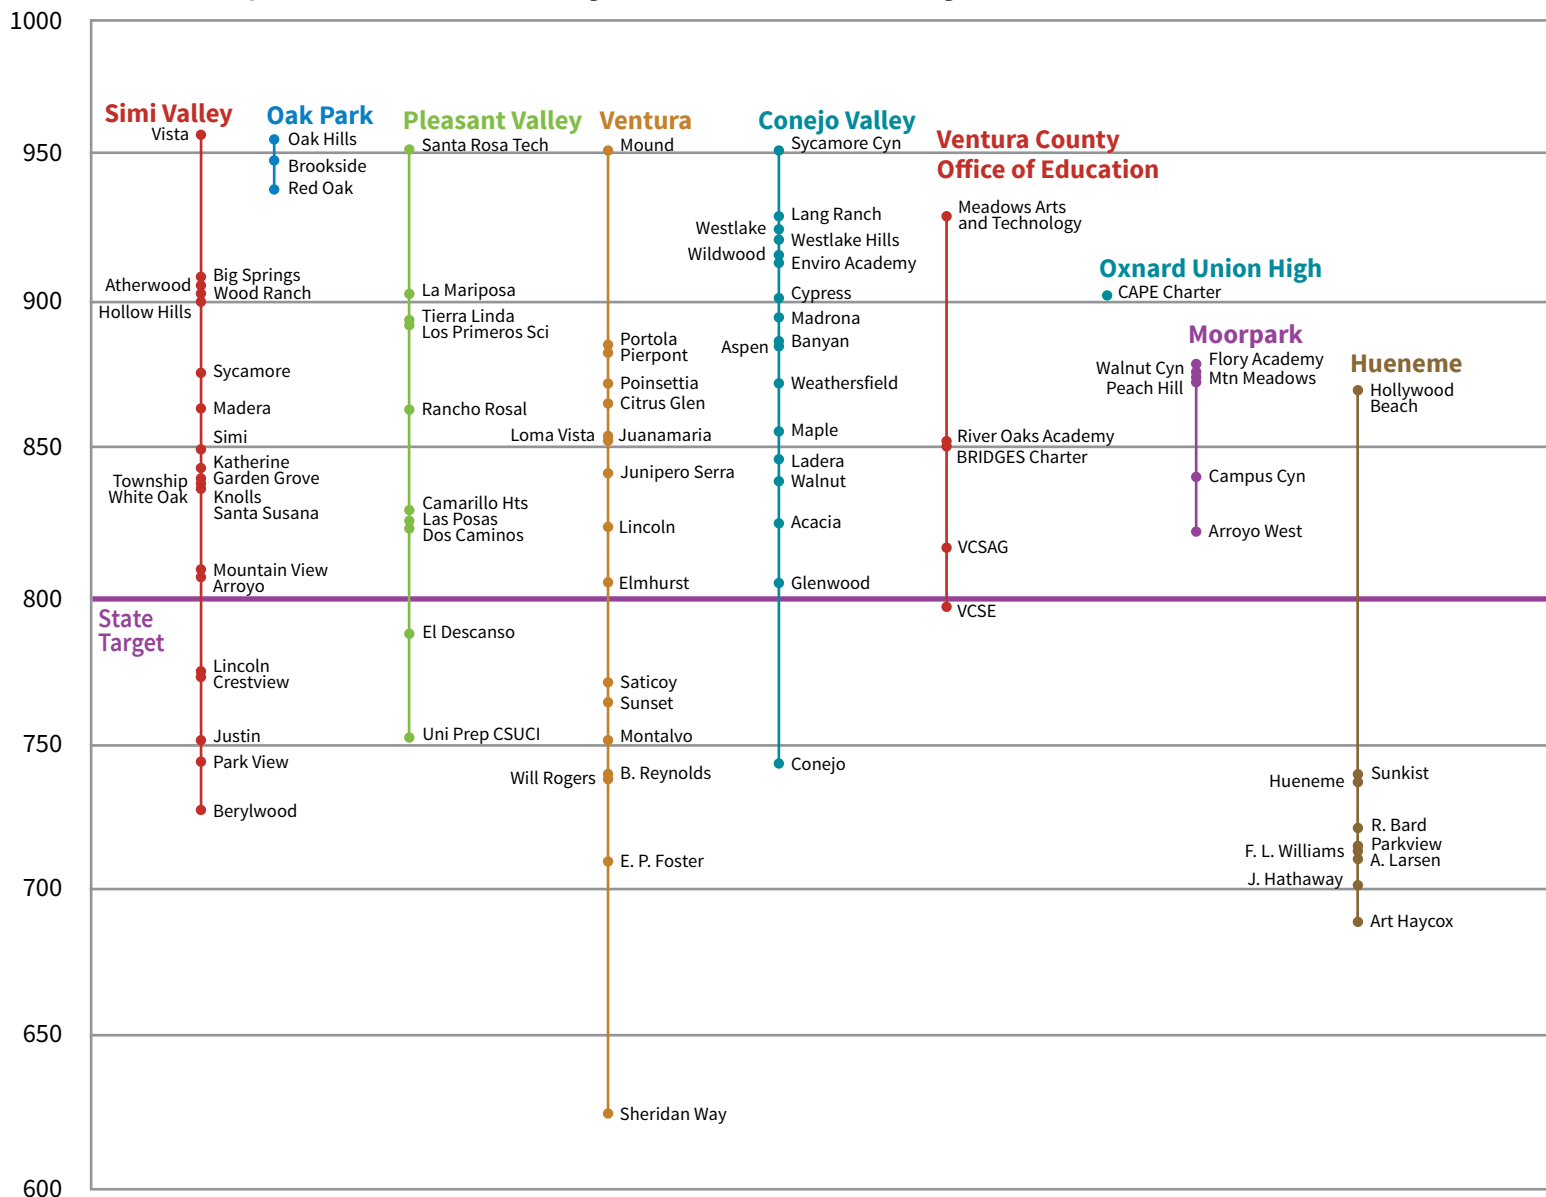 1000
950
900
850
800
750
700
650
600
State
Target
Simi Valley
Vista
Big Springs
Atherwood
Wood Ranch
Hollow Hills
Sycamore
Madera
Simi
Katherine
Garden Grove
Township
White Oak
Knolls
Santa Susana
Mountain View
Arroyo
Lincoln
Crestview
Justin
Park View
Berylwood
Oak Park
Oak Hills
Brookside
Red Oak
Pleasant Valley
Santa Rosa Tech
La Mariposa
Tierra Linda
Los Primeros Sci
Rancho Rosal
Camarillo Hts
Las Posas
Dos Caminos
El Descanso
Uni Prep CSUCI
Ventura
Mound
Portola
Pierpont
Poinsettia
Citrus Glen
Loma Vista
Juanamaria
Junipero Serra
Lincoln
Elmhurst
Saticoy
Sunset
Montalvo
B. Reynolds
Will Rogers
E. P. Foster
Sheridan Way
Conejo Valley
Sycamore Cyn
Lang Ranch
Westlake
Westlake Hills
Wildwood
Enviro Academy
Cypress
Madrona
Banyan
Aspen
Weathersfield
Maple
Ladera
Walnut
Acacia
Glenwood
Conejo
Ventura County
Office of Education
Meadows Arts
and Technology
River Oaks Academy
BRIDGES Charter
VCSAG
VCSE
Oxnard Union High
CAPE Charter
Moorpark
Flory Academy
Walnut Cyn
Mtn Meadows
Peach Hill
Campus Cyn
Arroyo West
Hueneme
Hollywood
Beach
Sunkist
Hueneme
R. Bard
Parkview
F. L. Williams
A. Larsen
J. Hathaway
Art Haycox